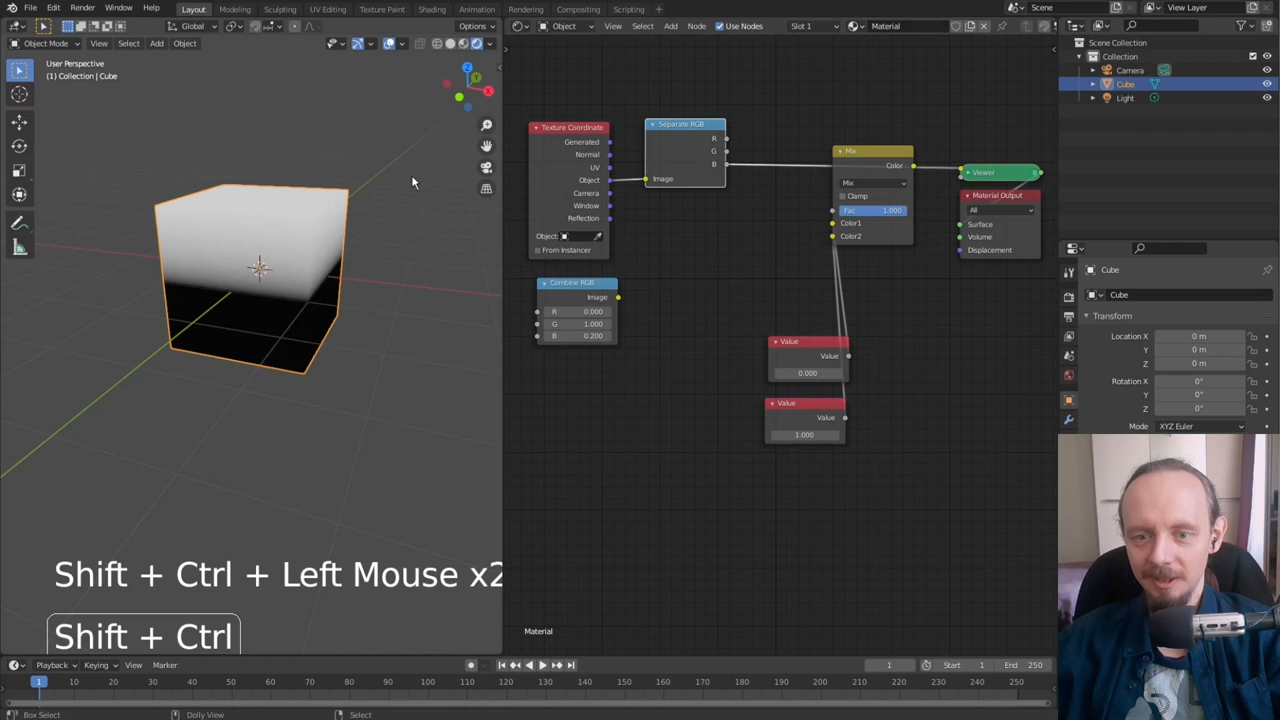 File Edit Render Window Help
Layout Modeling Sculpting UV Editing Texture Paint Shading Animation Rendering Compositing Scripting
Scene
View Layer
Global
Options
Object
View Select Add Node Use Nodes
Slot 1
Material
Object Mode View Select Add Object
User Perspective
(1) Collection | Cube
Z
Y
X
Texture Coordinate
Generated
Normal
UV
Object
Camera
Window
Reflection
Object:
From Instancer
Separate RGB
R
G
B
Image
Combine RGB
Image
R 0.000
G 1.000
B 0.200
Mix
Color
Mix
Clamp
Fac 1.000
Color1
Color2
Viewer
Material Output
All
Surface
Volume
Displacement
Value
Value
0.000
Value
Value
1.000
Material
Scene Collection
Collection
Camera
Cube
Light
Cube
Cube
Transform
Location X 0 m
Y 0 m
Z 0 m
Rotation X 0°
Y 0°
Z 0°
Mode XYZ Euler
Shift + Ctrl + Left Mouse x2
Shift + Ctrl
Playback Keying View Marker
1
Start 1
End 250
1 10 20 30 40 50 60 70 80 90 100 110 120 130 140 150 160 170 180 190 200 210 220 230 240 250
Box Select
Dolly View
Select